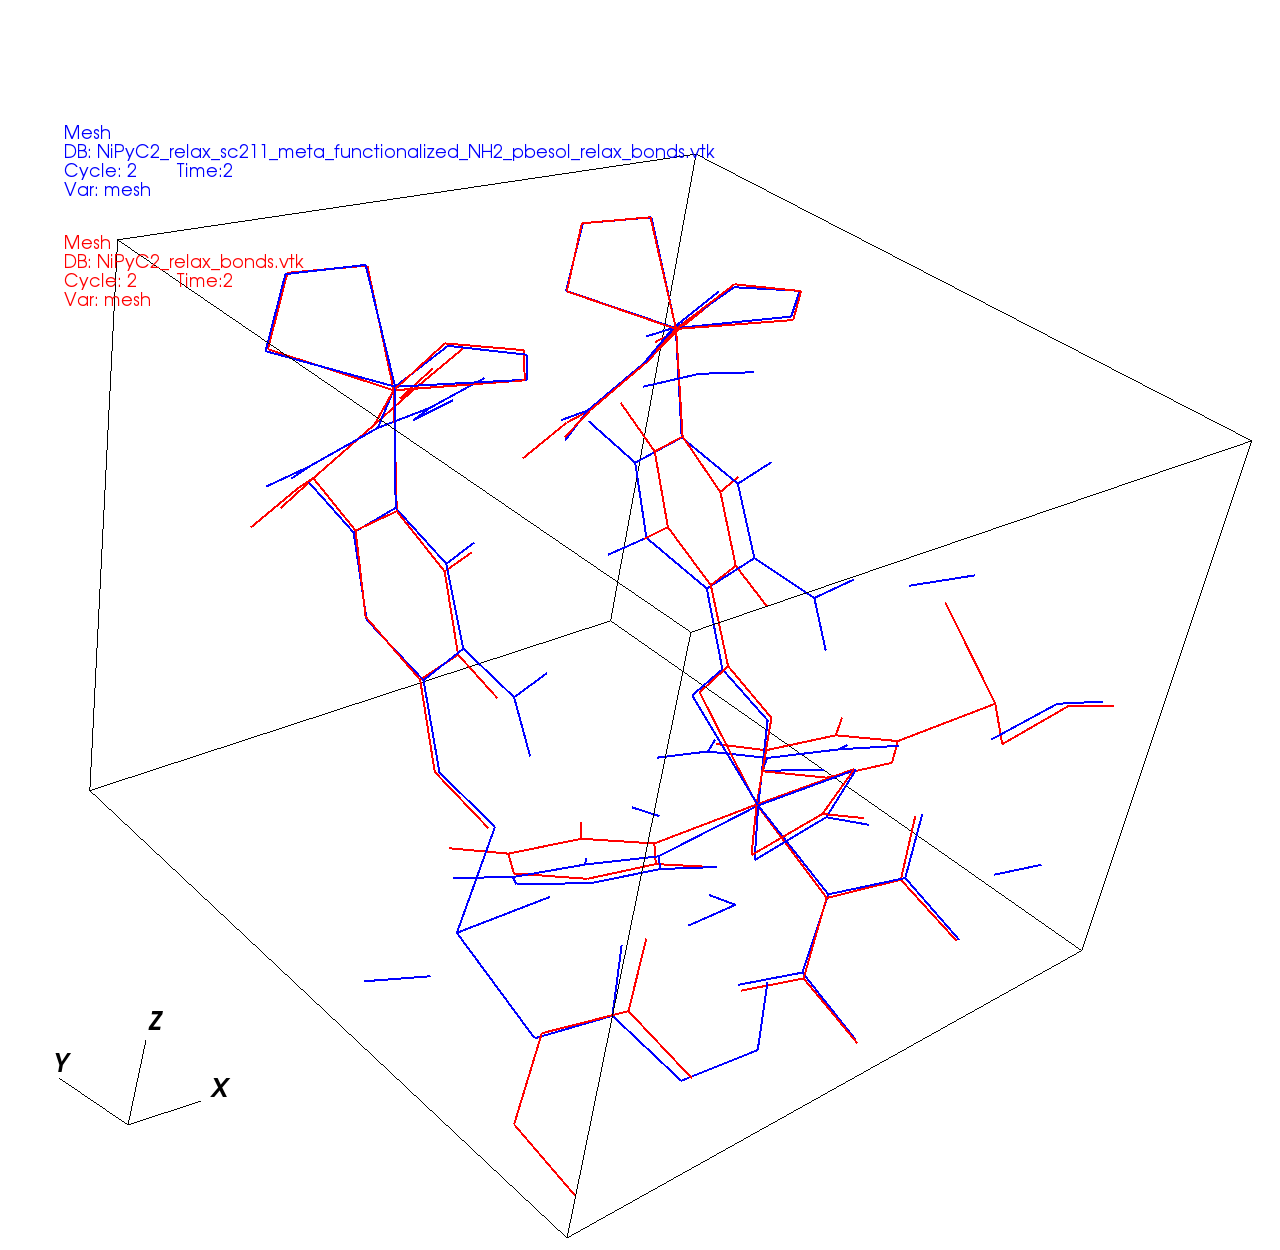 Mesh
DB: NiPyC2_relax_sc211_meta_functionalized_NH2_pbesol_relax_bonds.vtk
Cycle: 2 Time:2
Var: mesh
Mesh
DB: NiPyC2_relax_bonds.vtk
Cycle: 2 Time:2
Var: mesh
Z
Y
X